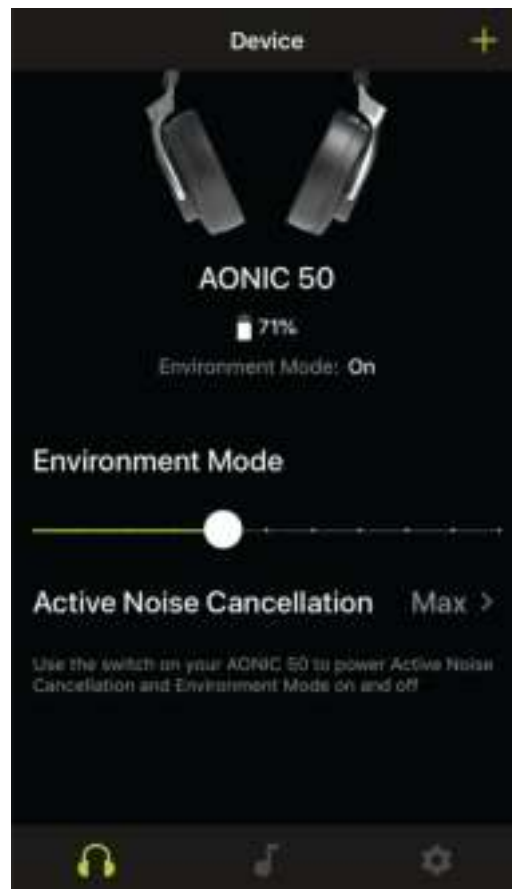 Device
AONIC 50
71%
Environment Mode: On
Environment Mode
Active Noise Cancellation Max >
Use the switch on your AONIC 50 to power Active Noise
Cancellation and Environment Mode on and off